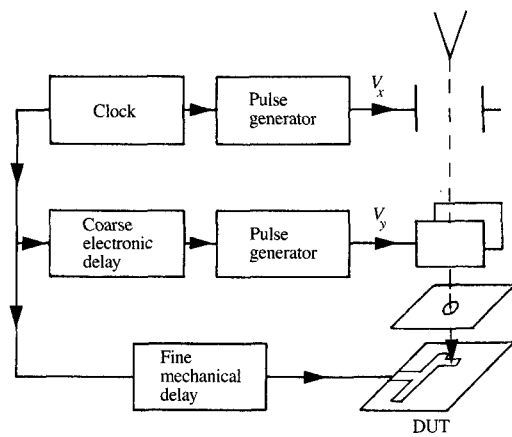 Clock
Pulse
generator
V_x
Coarse
electronic
delay
Pulse
generator
V_y
Fine
mechanical
delay
DUT